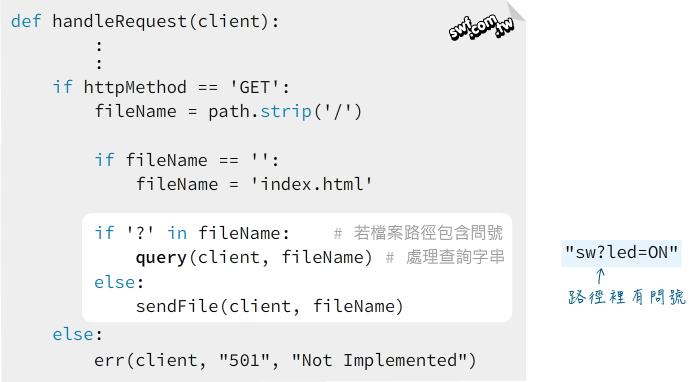 def handleRequest(client):
swf.com.tw
:
:
if httpMethod == 'GET':
fileName = path.strip('/')
if fileName == '':
fileName = 'index.html'
if '?' in fileName: # 若檔案路徑包含問號
query(client, fileName) # 處理查詢字串
else:
sendFile(client, fileName)
else:
err(client, "501", "Not Implemented")
"sw?led=ON"
路徑裡有問號